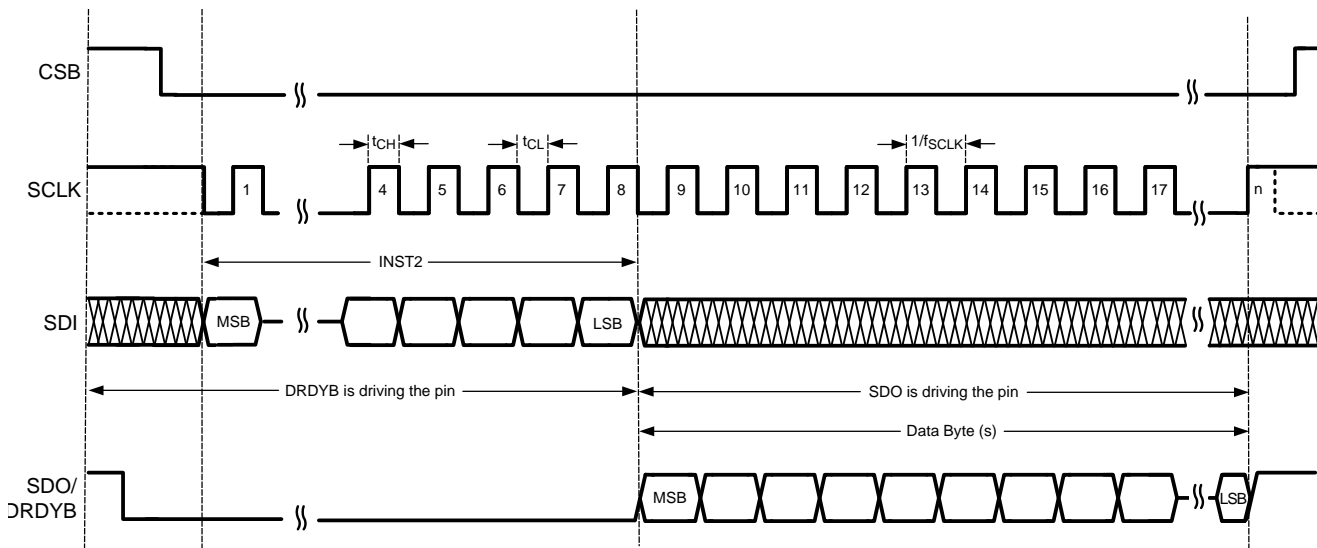 CSB
tCH
tCL
1/fSCLK
SCLK
1 4 5 6 7 8 9 10 11 12 13 14 15 16 17 n
INST2
SDI
MSB
LSB
DRDYB is driving the pin
SDO is driving the pin
Data Byte (s)
SDO/
DRDYB
MSB
LSB